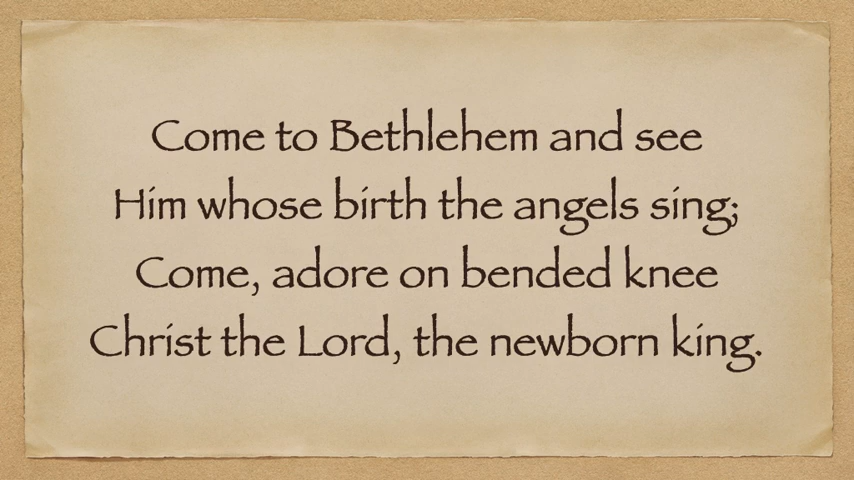 Come to Bethlehem and see
Him whose birth the angels sing;
Come, adore on bended knee
Christ the Lord, the newborn king.